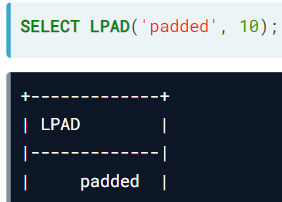 SELECT LPAD('padded', 10);
+-------------+
| LPAD        |
|-------------|
|     padded  |